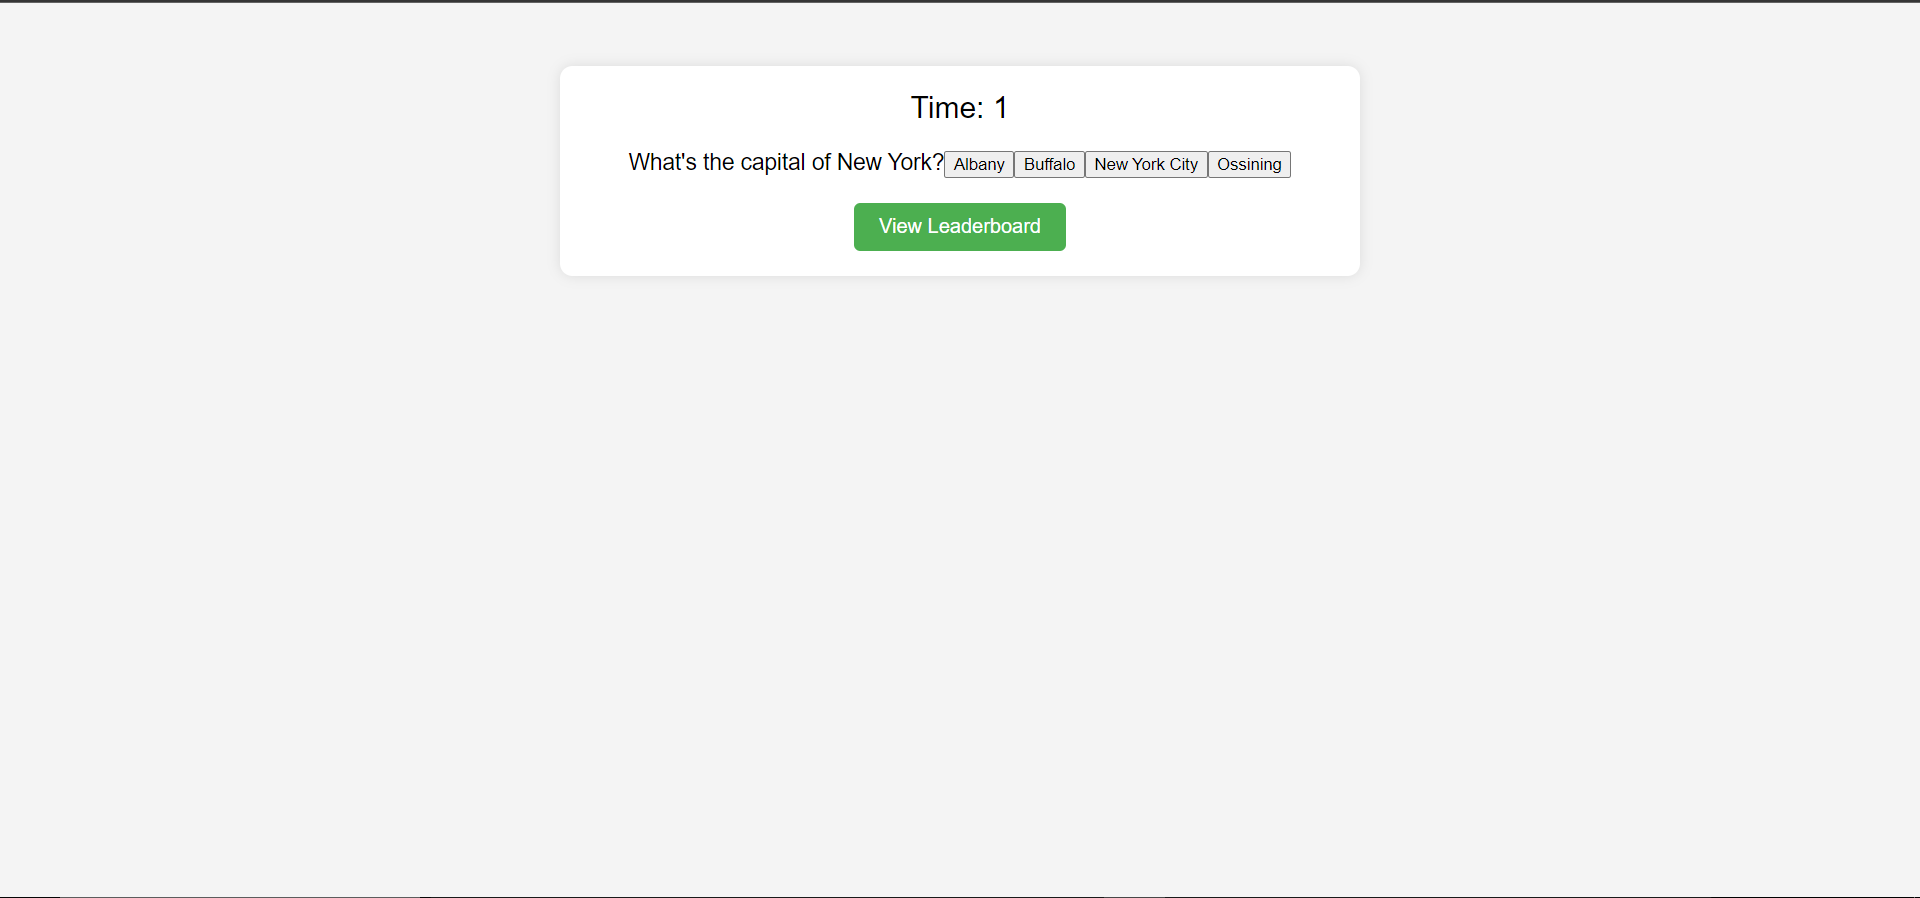 Time: 1
What's the capital of New York? Albany Buffalo New York City Ossining
View Leaderboard